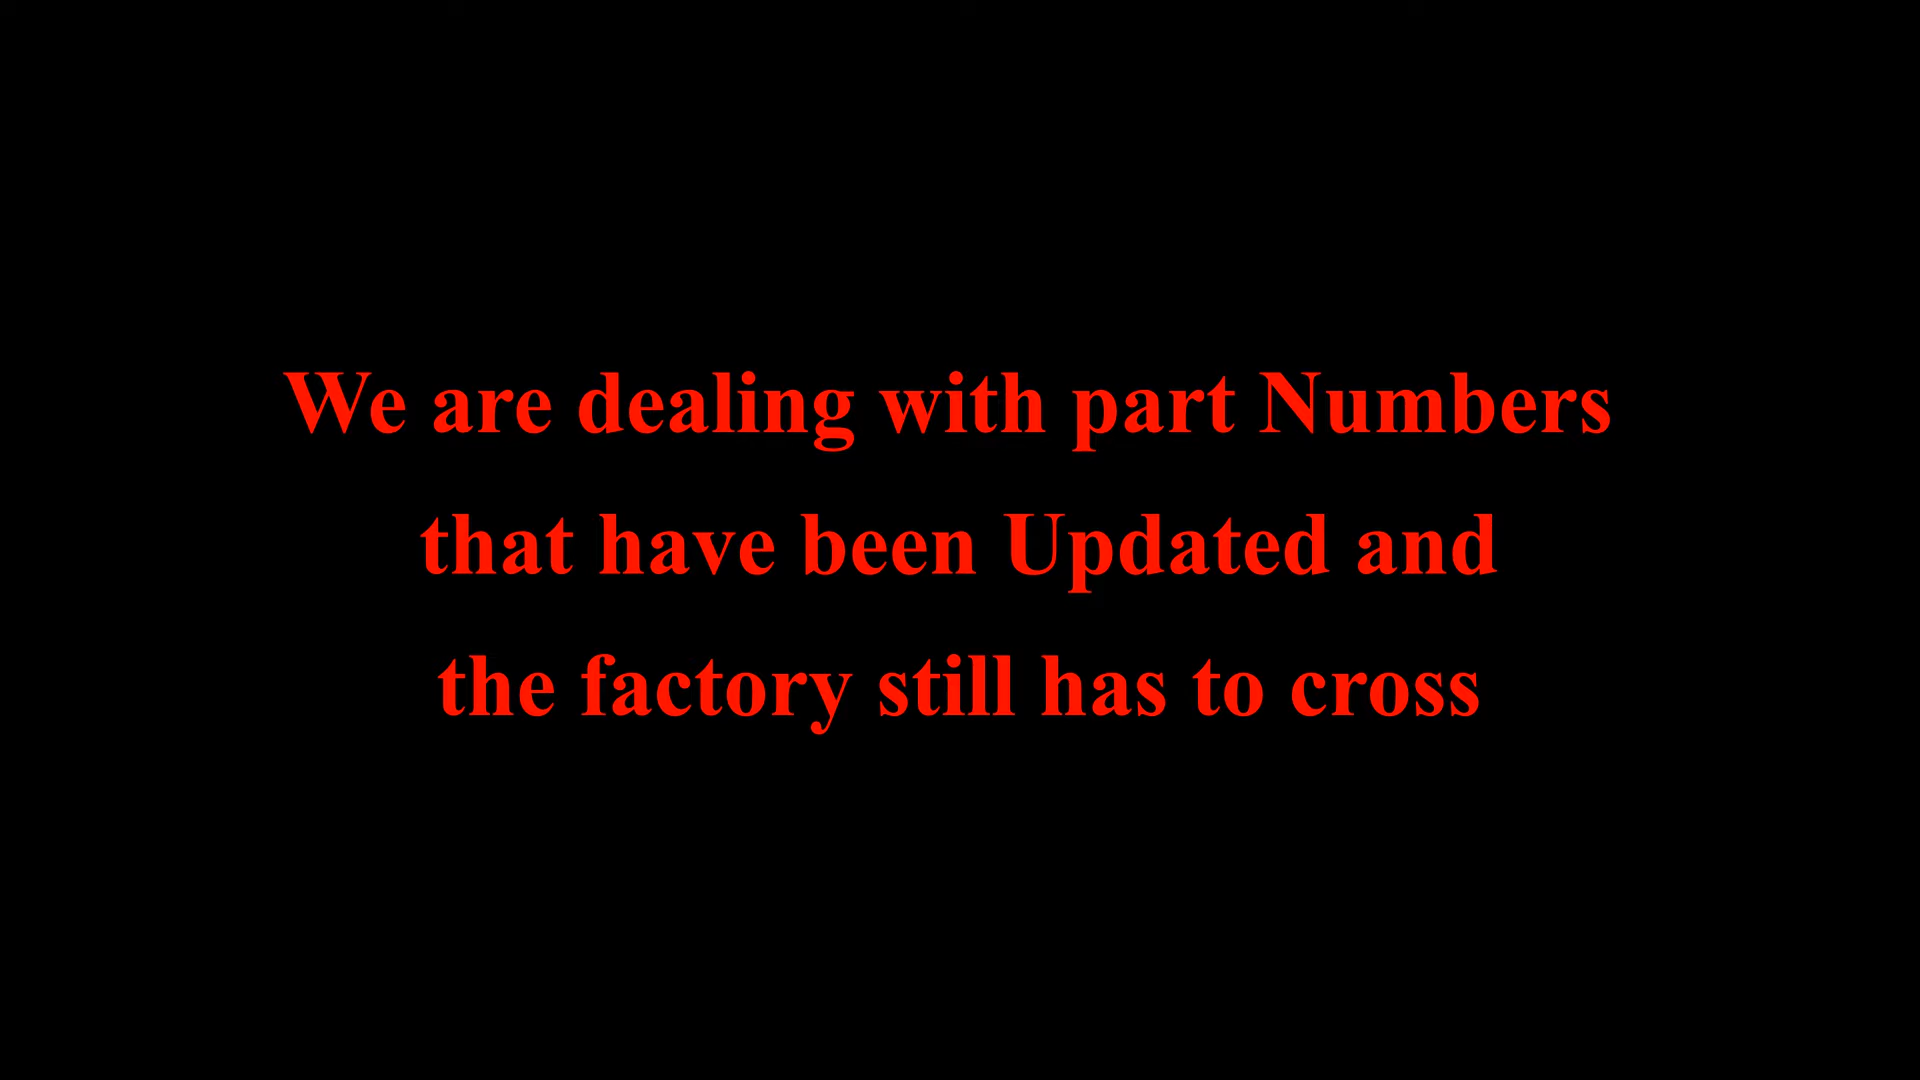 We are dealing with part Numbers
that have been Updated and
the factory still has to cross